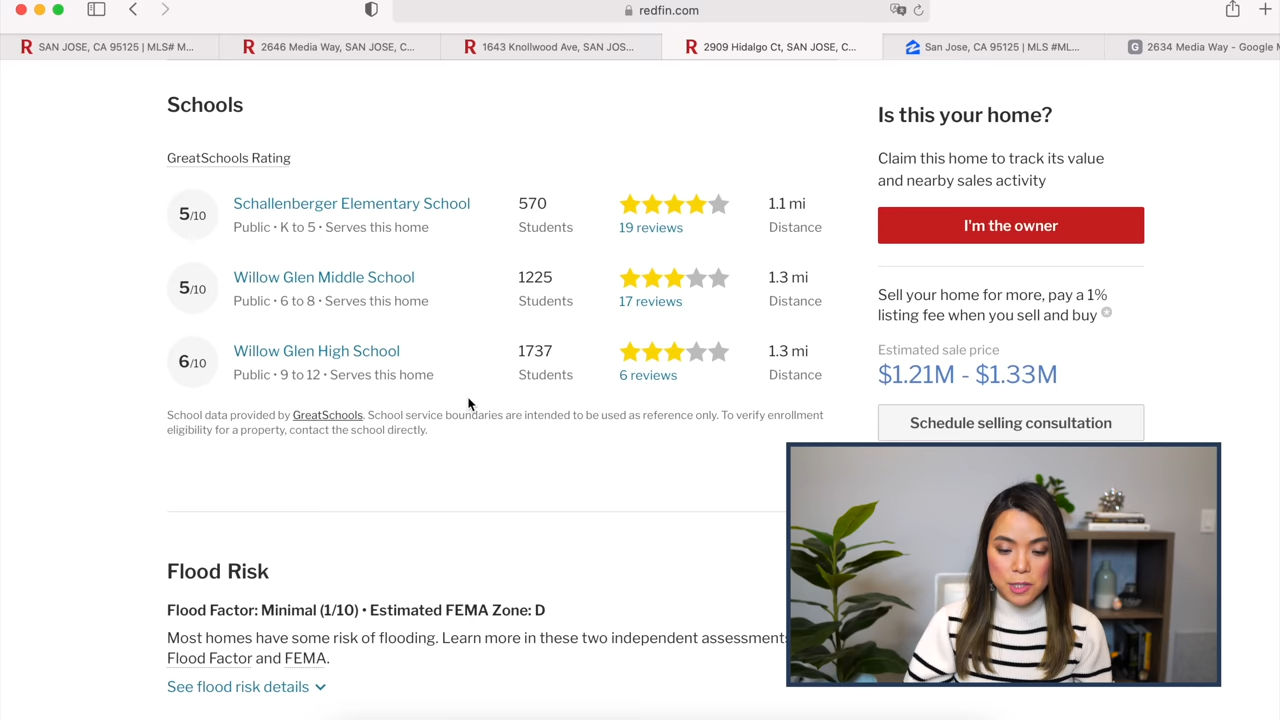 redfin.com
SAN JOSE, CA 95125 | MLS# M...
2646 Media Way, SAN JOSE, C...
1643 Knollwood Ave, SAN JOS...
2909 Hidalgo Ct, SAN JOSE, C...
San Jose, CA 95125 | MLS #ML...
2634 Media Way - Google M
Schools
GreatSchools Rating
5/10
Schallenberger Elementary School
Public • K to 5 • Serves this home
570
Students
19 reviews
1.1 mi
Distance
5/10
Willow Glen Middle School
Public • 6 to 8 • Serves this home
1225
Students
17 reviews
1.3 mi
Distance
6/10
Willow Glen High School
Public • 9 to 12 • Serves this home
1737
Students
6 reviews
1.3 mi
Distance
School data provided by GreatSchools. School service boundaries are intended to be used as reference only. To verify enrollment
eligibility for a property, contact the school directly.
Flood Risk
Flood Factor: Minimal (1/10) • Estimated FEMA Zone: D
Most homes have some risk of flooding. Learn more in these two independent assessments
Flood Factor and FEMA.
See flood risk details
Is this your home?
Claim this home to track its value
and nearby sales activity
I'm the owner
Sell your home for more, pay a 1%
listing fee when you sell and buy
Estimated sale price
$1.21M - $1.33M
Schedule selling consultation